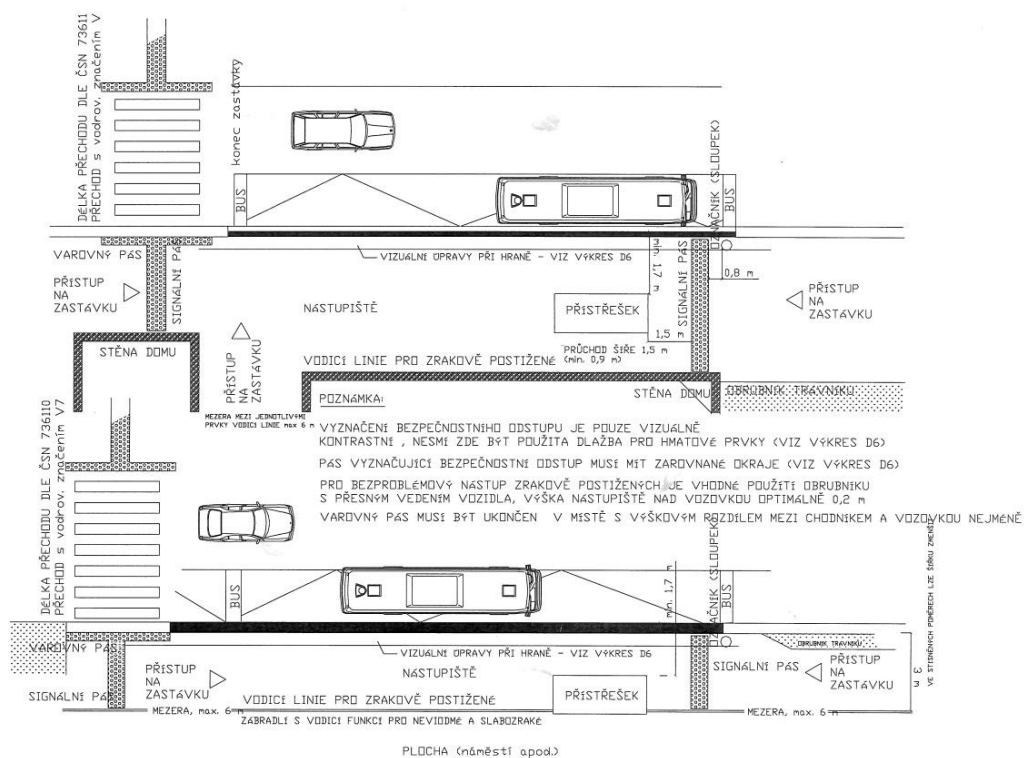 DÉLKA PŘECHODU DLE ČSN 73611
PŘECHOD S vodrov. značením V
konec zastávky
BUS
OZNAČNÍK (SLOUPEK)
BUS
VAROVNÝ PÁS
SIGNÁLNÍ PÁS
VIZUÁLNÍ ÚPRAVY PŘI HRANĚ - VIZ VÝKRES D6
min. 1,7 m
SIGNÁLNÍ PÁS
0,8 m
PŘÍSTUP
NA
ZASTÁVKU
NÁSTUPIŠTĚ
PŘÍSTŘEŠEK
PŘÍSTUP
NA
ZASTÁVKU
1,5 m
STĚNA DOMU
PŘÍSTUP
NA
ZASTÁVKU
VODICÍ LINIE PRO ZRAKOVĚ POSTIŽENÉ
PRŮCHOD ŠÍŘE 1,5 m
(min. 0,9 m)
STĚNA DOMU
OBRUBNÍK TRÁVNÍKU
POZNÁMKA:
MEZERA MEZI JEDNOTLIVÝMI
PRVKY VODICÍ LINIE max 6 m
VYZNAČENÍ BEZPEČNOSTNÍHO ODSTUPU JE POUZE VIZUÁLNĚ
KONTRASTNÍ , NESMÍ ZDE BÝT POUŽITA DLAŽBA PRO HMATOVÉ PRVKY (VIZ VÝKRES D6)
PÁS VYZNAČUJÍCÍ BEZPEČNOSTNÍ ODSTUP MUSÍ MÍT ZAROVNANÉ OKRAJE (VIZ VÝKRES D6)
PRO BEZPROBLÉMOVÝ NÁSTUP ZRAKOVĚ POSTIŽENÝCH JE VHODNÉ POUŽITÍ OBRUBNÍKU
S PŘESNÝM VEDENÍM VOZIDLA, VÝŠKA NÁSTUPIŠTĚ NAD VOZOVKOU OPTIMÁLNĚ 0,2 m
VAROVNÝ PÁS MUSÍ BÝT UKONČEN V MÍSTĚ S VÝŠKOVÝM ROZDÍLEM MEZI CHODNÍKEM A VOZOVKOU NEJMÉNĚ
DÉLKA PŘECHODU DLE ČSN 736110
PŘECHOD S vodrov. značením V7
BUS
min. 1,7 m
OZNAČNÍK (SLOUPEK)
BUS
VE STÍSNĚNÝCH POMĚRECH LZE ŠÍŘKU ZMENŠIT
VAROVNÝ PÁS
VIZUÁLNÍ ÚPRAVY PŘI HRANĚ - VIZ VÝKRES D6
OBRUBNÍK TRÁVNÍKU
PŘÍSTUP
NA
ZASTÁVKU
NÁSTUPIŠTĚ
SIGNÁLNÍ PÁS
PŘÍSTUP
NA
ZASTÁVKU
3 m
SIGNÁLNÍ PÁS
VODICÍ LINIE PRO ZRAKOVĚ POSTIŽENÉ
PŘÍSTŘEŠEK
MEZERA, max. 6 m
MEZERA, max. 6 m
ZÁBRADLÍ S VODICÍ FUNKCÍ PRO NEVIDOMÉ A SLABOZRAKÉ
PLOCHA (náměstí apod.)